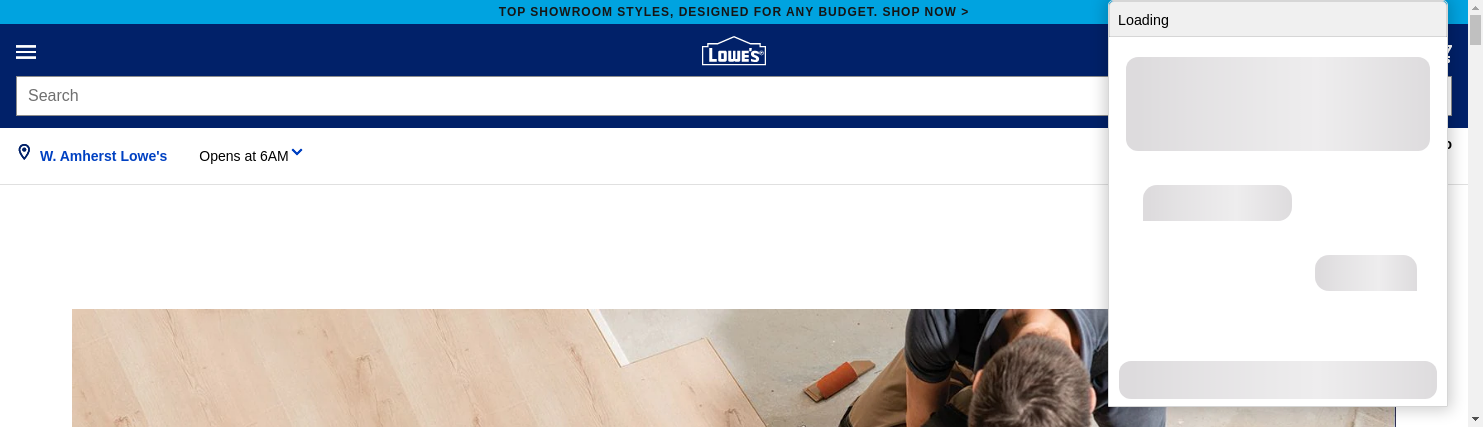 TOP SHOWROOM STYLES, DESIGNED FOR ANY BUDGET. SHOP NOW >
Loading
LOWE'S
Search
W. Amherst Lowe's
Opens at 6AM